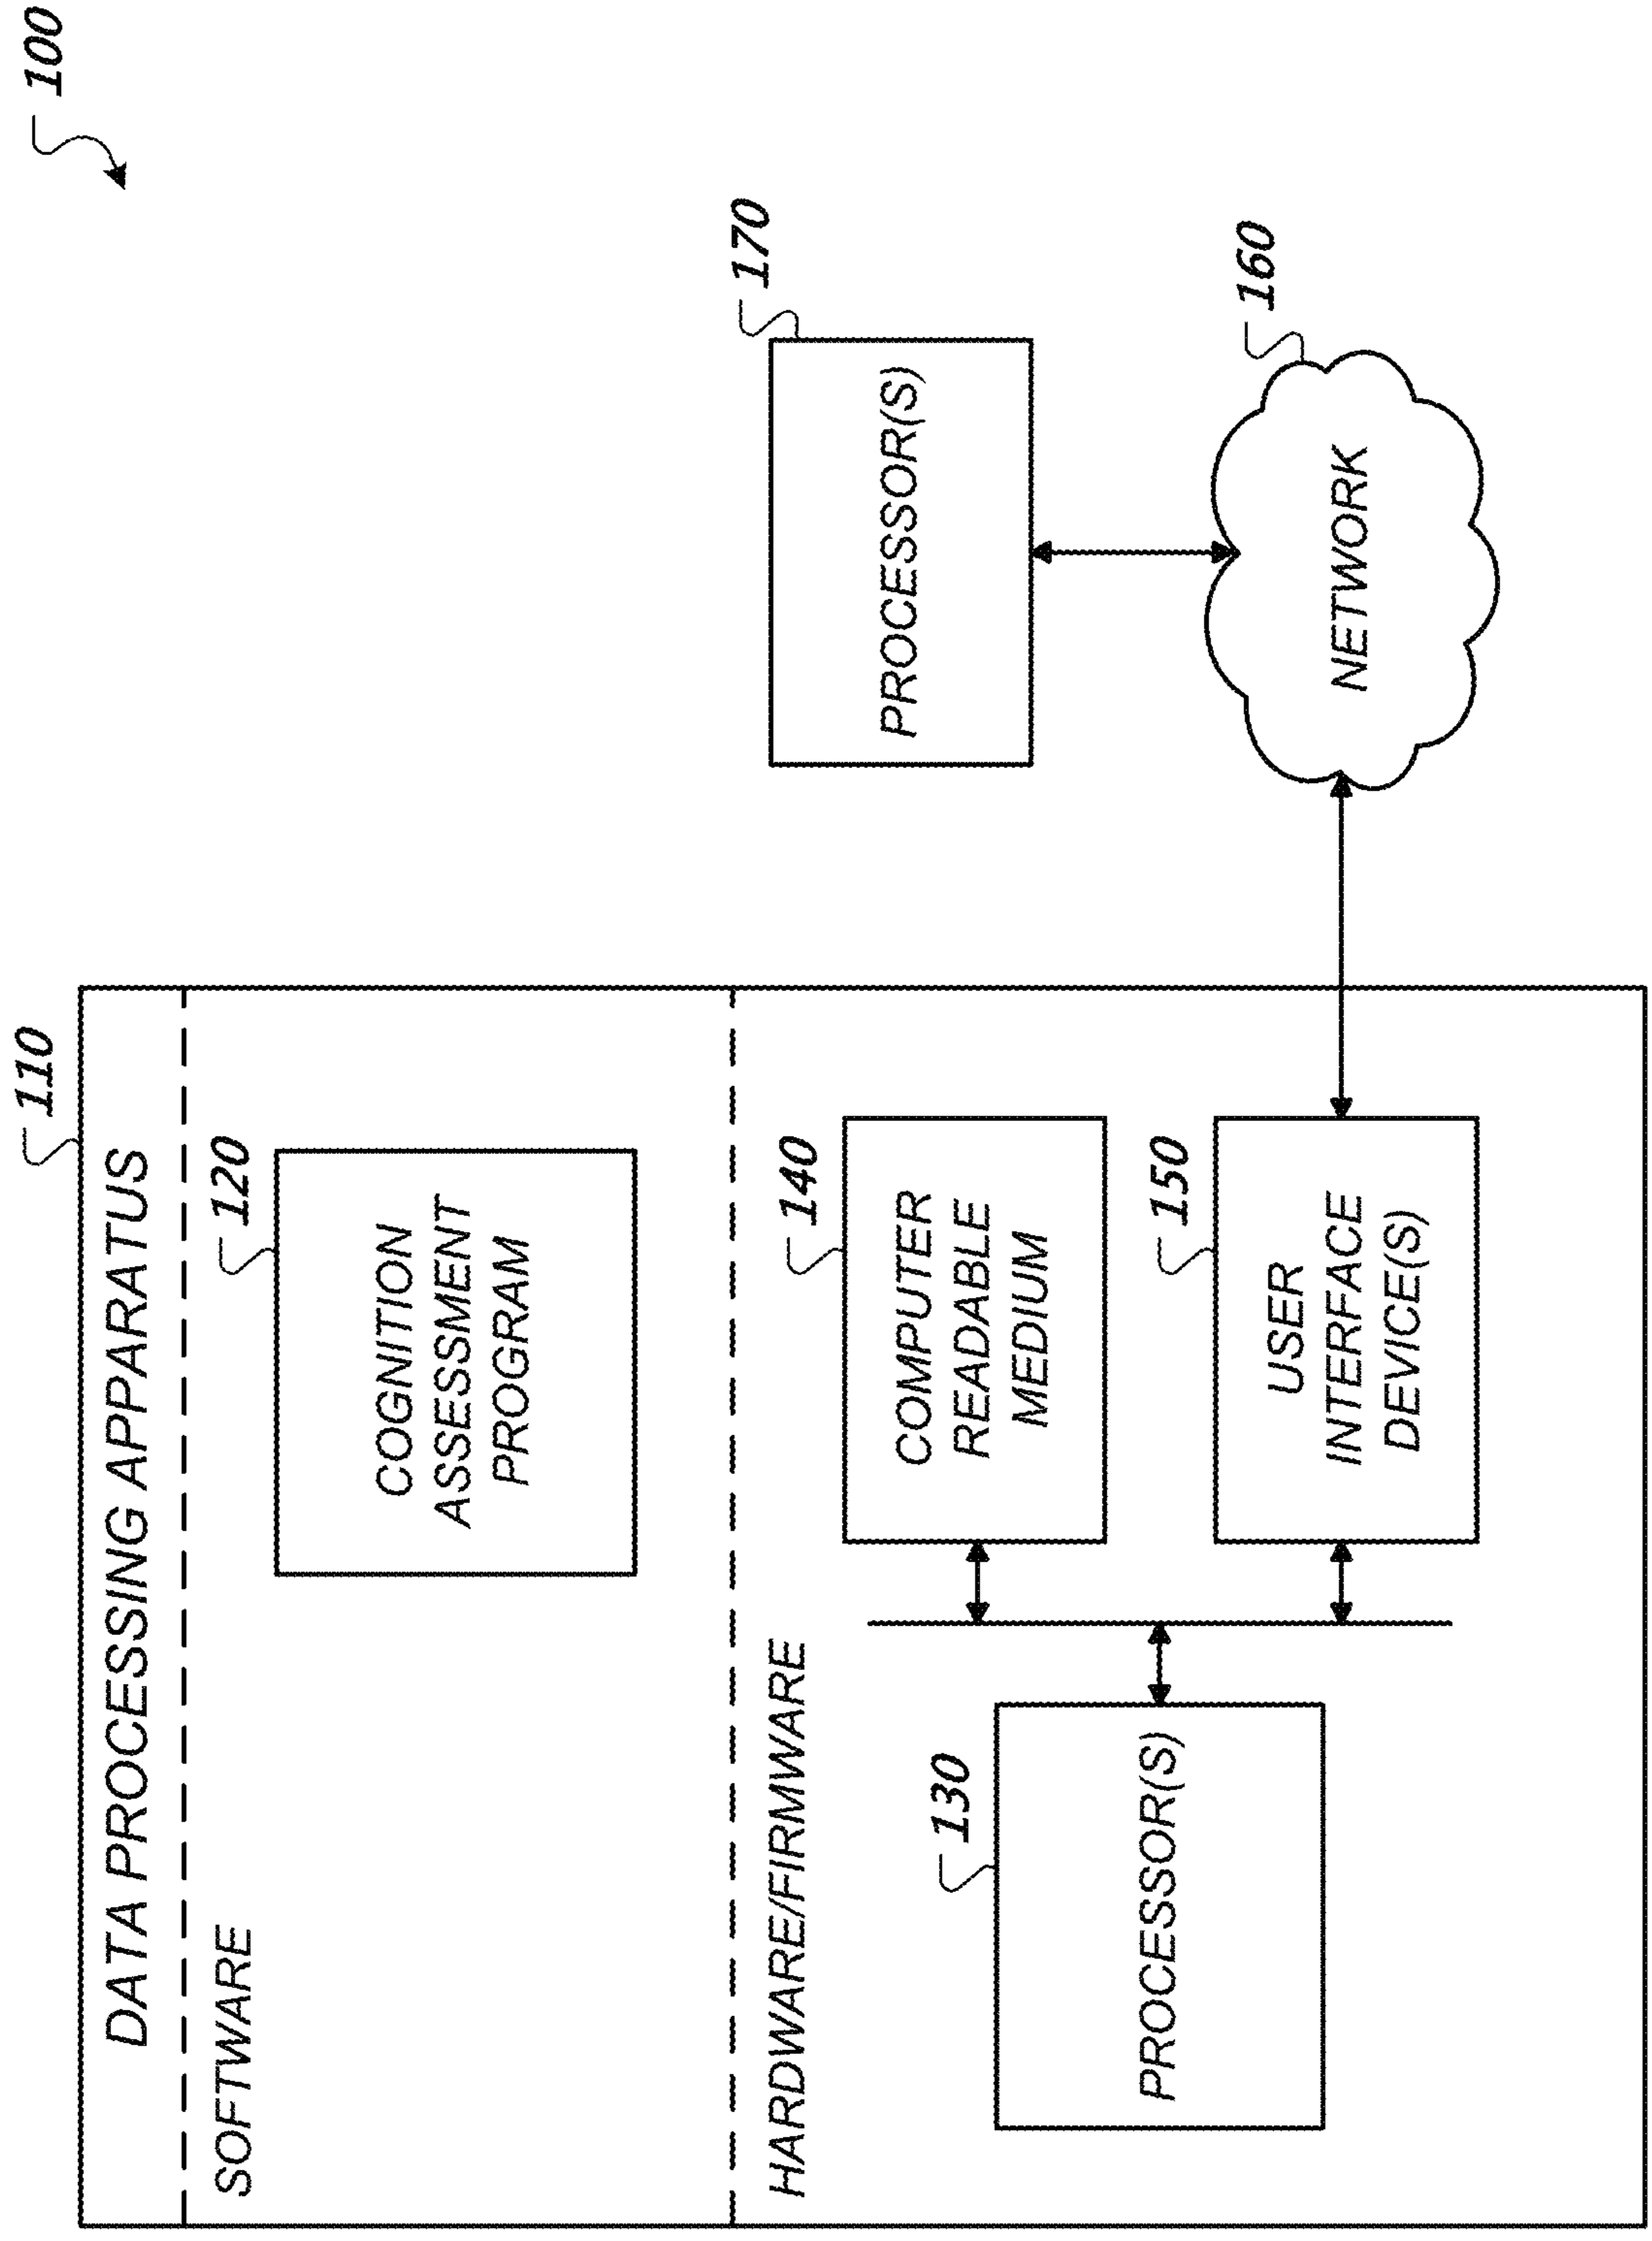 100
110
DATA PROCESSING APPARATUS
SOFTWARE
120
COGNITION
ASSESSMENT
PROGRAM
HARDWARE/FIRMWARE
130
PROCESSOR(S)
140
COMPUTER
READABLE
MEDIUM
150
USER
INTERFACE
DEVICE(S)
170
PROCESSOR(S)
160
NETWORK